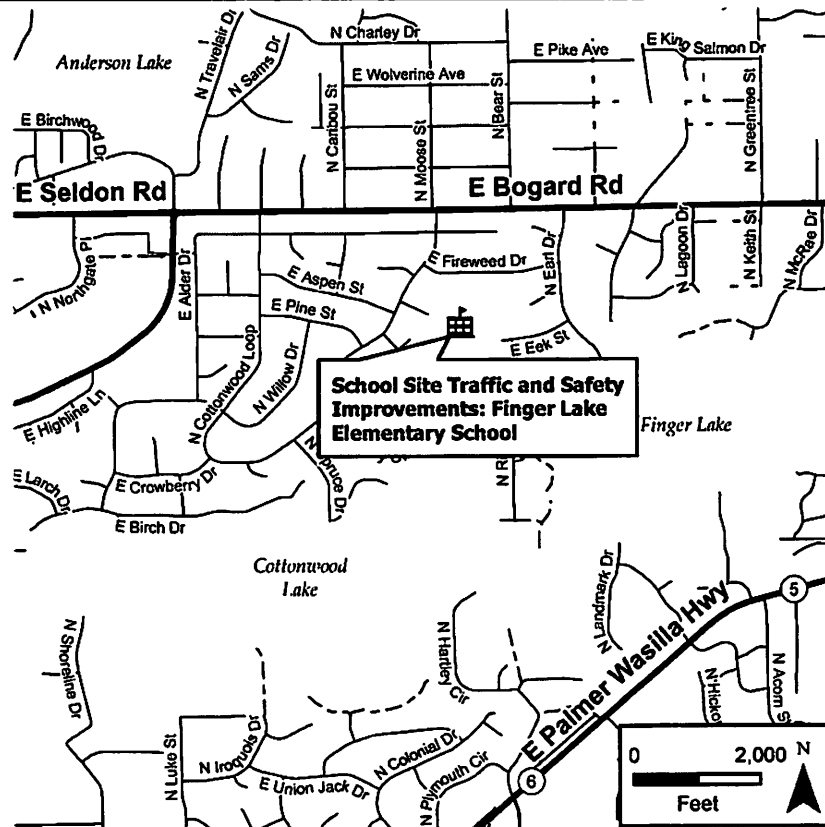 N Charley Dr
N Travelair Dr
Anderson Lake
N Sams Dr
E Pike Ave
E King Salmon Dr
E Wolverine Ave
N Caribou St
N Moose St
N Bear St
N Greentree St
E Birchwood Dr
E Seldon Rd
E Bogard Rd
N Northgate Pl
E Alder Dr
E Fireweed Dr
N Earl Dr
N Lagoon Dr
N Keith St
N McRae Dr
E Aspen St
E Pine St
E Eek St
N Cottonwood Loop
N Willow Dr
School Site Traffic and Safety
Improvements: Finger Lake
Elementary School
Finger Lake
E Highline Ln
E Larch Dr
E Crowberry Dr
N Spruce Dr
N Ri
E Birch Dr
Cottonwood
Lake
N Landmark Dr
E Palmer Wasilla Hwy
5
N Shoreline Dr
N Hartley Cir
N Hickor
N Acorn S
N Luke St
N Iroquois Dr
E Union Jack Dr
N Colonial Dr
N Plymouth Cir
6
0 2,000 N
Feet